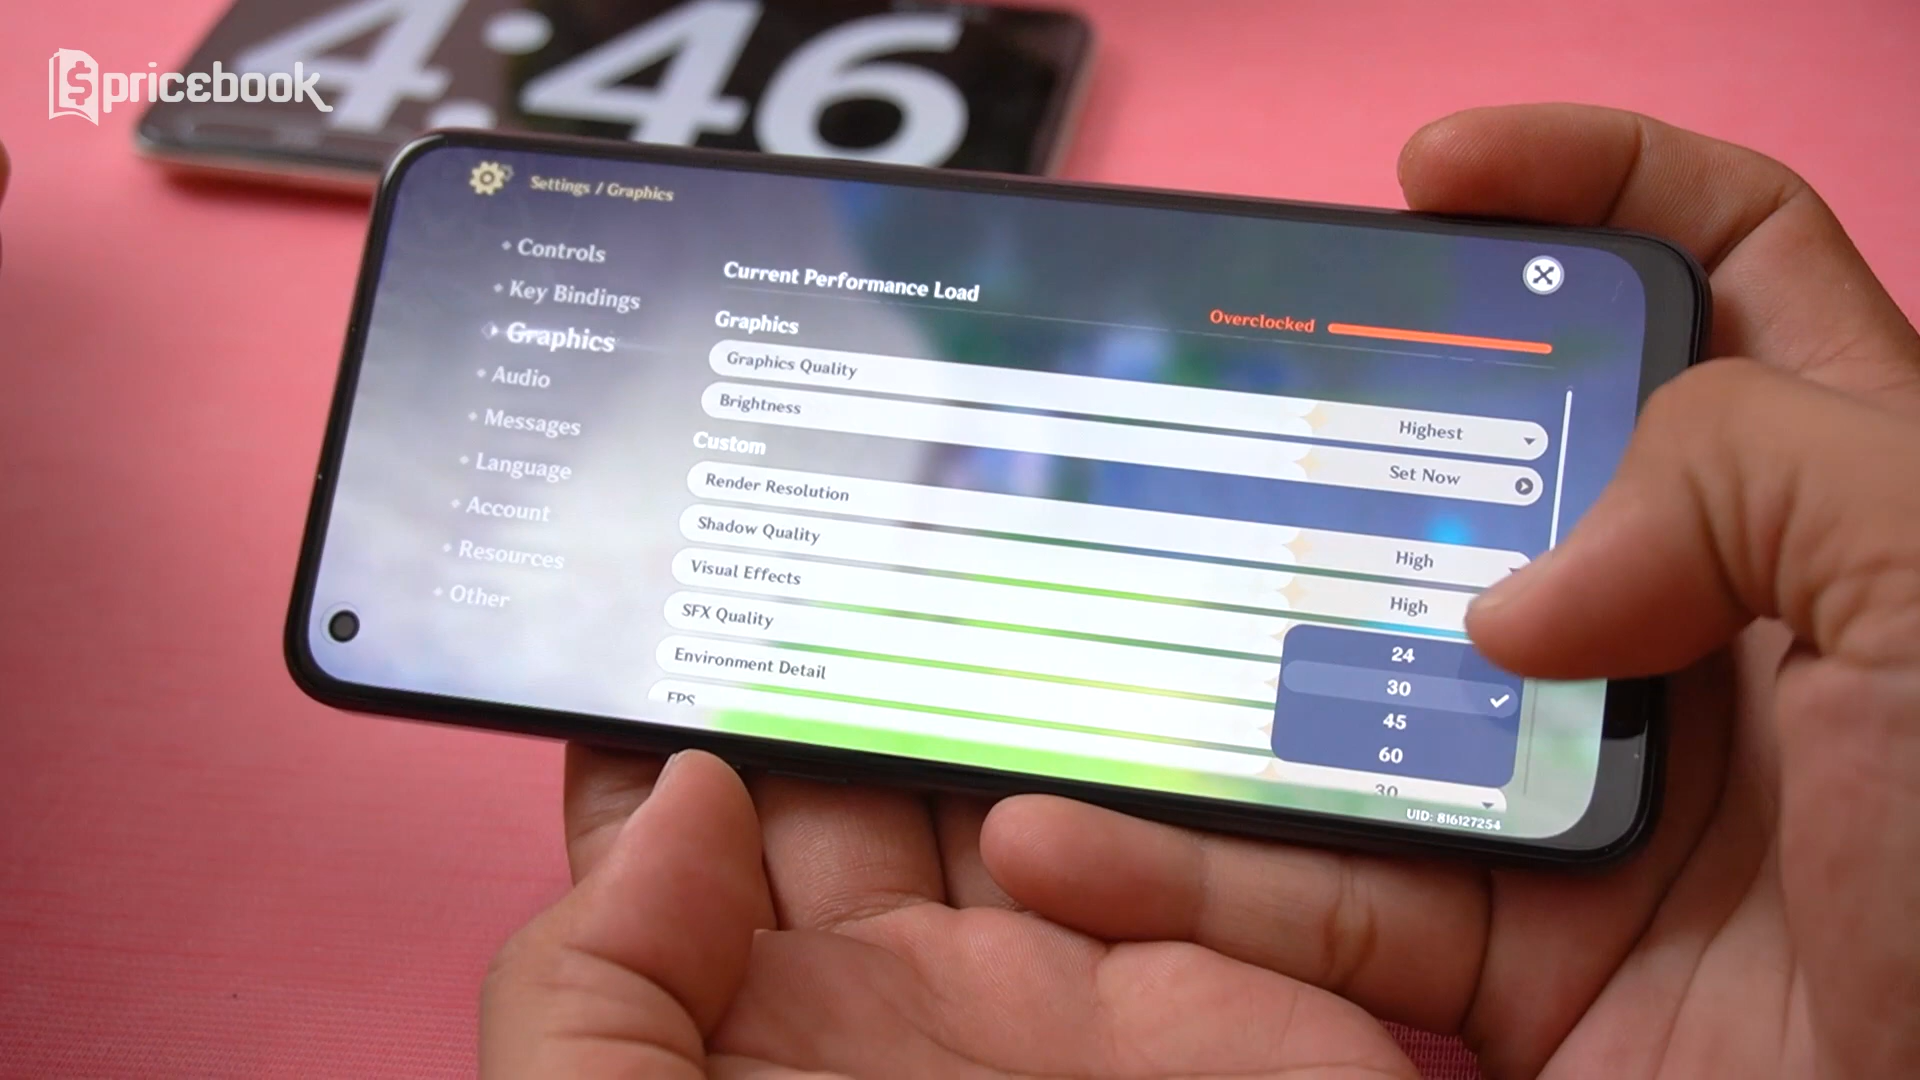 pricebook
4:46
Settings / Graphics
Controls
Key Bindings
Graphics
Audio
Messages
Language
Account
Resources
Other
Current Performance Load
Overclocked
Graphics
Graphics Quality
Highest
Brightness
Set Now
Custom
Render Resolution
High
Shadow Quality
High
Visual Effects
SFX Quality
Environment Detail
FPS
24
30
45
60
30
UID: 816127254